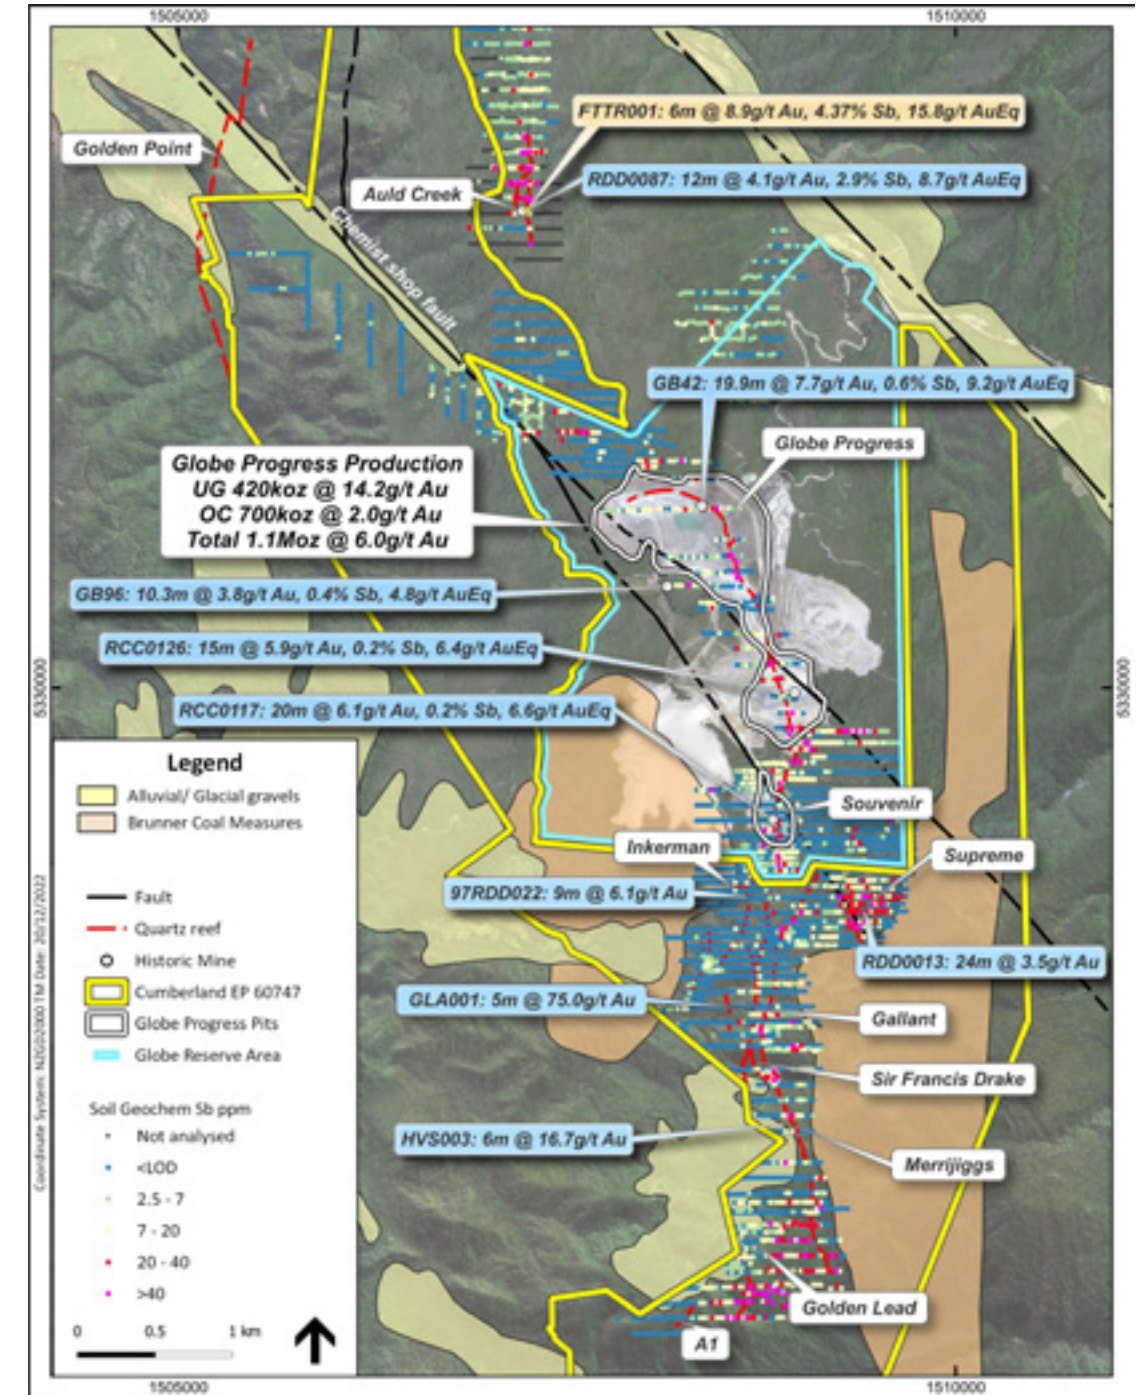 1505000
1510000
FTTR001: 6m @ 8.9g/t Au, 4.37% Sb, 15.8g/t AuEq
Golden Point
RDD0087: 12m @ 4.1g/t Au, 2.9% Sb, 8.7g/t AuEq
Auld Creek
Chemist shop fault
GB42: 19.9m @ 7.7g/t Au, 0.6% Sb, 9.2g/t AuEq
Globe Progress
Globe Progress Production
UG 420koz @ 14.2g/t Au
OC 700koz @ 2.0g/t Au
Total 1.1Moz @ 6.0g/t Au
GB96: 10.3m @ 3.8g/t Au, 0.4% Sb, 4.8g/t AuEq
RCC0126: 15m @ 5.9g/t Au, 0.2% Sb, 6.4g/t AuEq
5330000
5330000
RCC0117: 20m @ 6.1g/t Au, 0.2% Sb, 6.6g/t AuEq
Souvenir
Inkerman
Supreme
97RDD022: 9m @ 6.1g/t Au
RDD0013: 24m @ 3.5g/t Au
GLA001: 5m @ 75.0g/t Au
Gallant
Sir Francis Drake
HVS003: 6m @ 16.7g/t Au
Merrijiggs
Golden Lead
A1
Legend
Alluvial/ Glacial gravels
Brunner Coal Measures
Fault
Quartz reef
Historic Mine
Cumberland EP 60747
Globe Progress Pits
Globe Reserve Area
Soil Geochem Sb ppm
Not analysed
<LOD
2.5 - 7
7 - 20
20 - 40
>40
0 0.5 1 km
Coordinate System: NZGD2000 TM Date: 20/12/2022
1505000
1510000